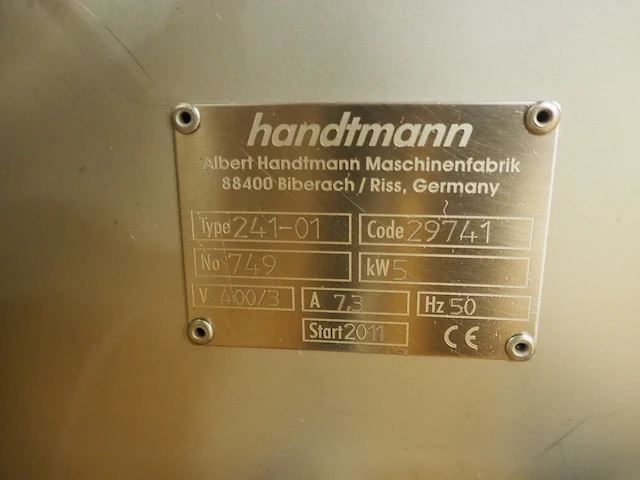 handtmann
Albert Handtmann Maschinenfabrik
88400 Biberach / Riss, Germany
Type 241-01 Code 29741
No 749 kW 5
V 400/3 A 7.3 Hz 50
Start 2011 CE